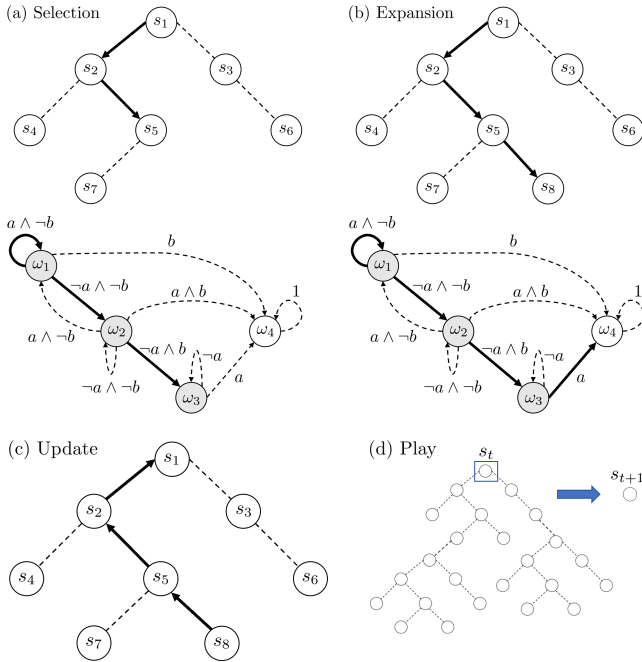 (a) Selection
s₁
s₂
s₃
s₄
s₅
s₆
s₇
a ∧ ¬b
ω₁
b
¬a ∧ ¬b
ω₂
a ∧ b
ω₄
1
a ∧ ¬b
¬a ∧ b
¬a
¬a ∧ ¬b
a
ω₃
(b) Expansion
s₁
s₂
s₃
s₄
s₅
s₆
s₇
s₈
a ∧ ¬b
ω₁
b
¬a ∧ ¬b
ω₂
a ∧ b
ω₄
1
a ∧ ¬b
¬a ∧ b
¬a
¬a ∧ ¬b
a
ω₃
(c) Update
s₁
s₂
s₃
s₄
s₅
s₆
s₇
s₈
(d) Play
sₜ
sₜ₊₁